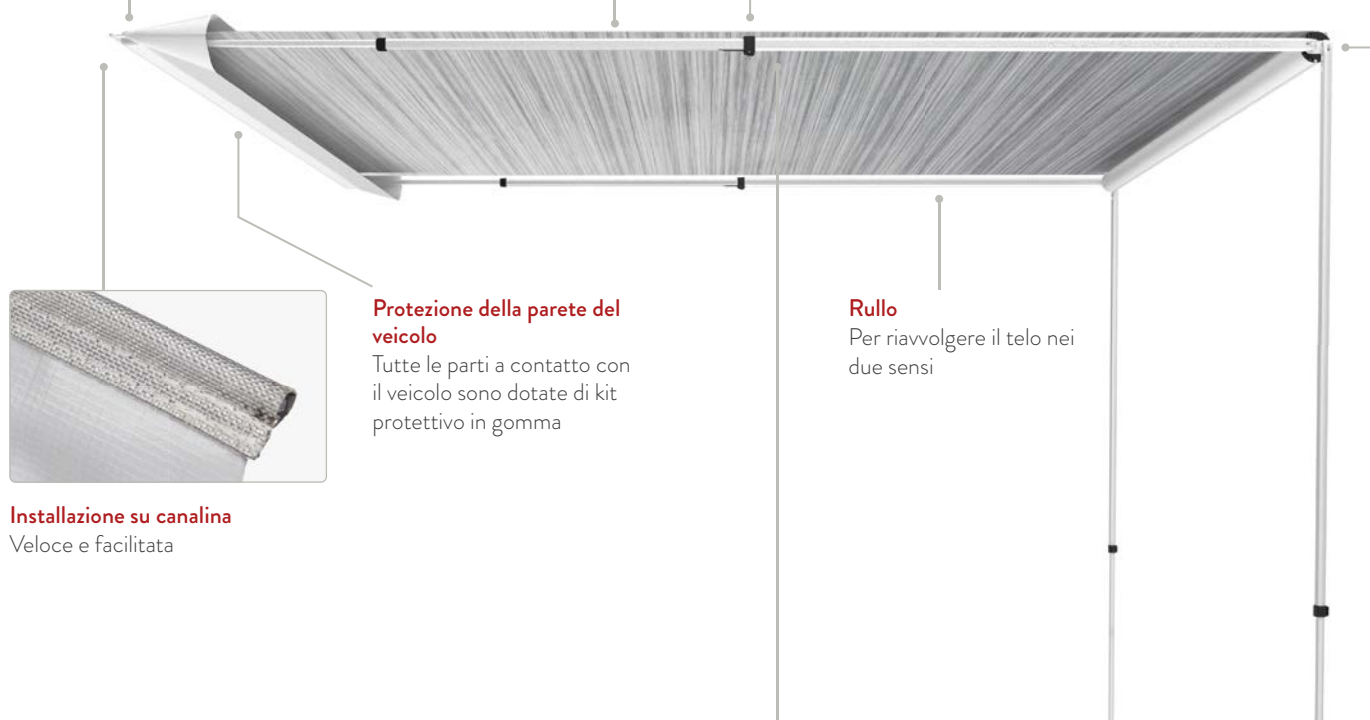 Protezione della parete del
veicolo
Tutte le parti a contatto con
il veicolo sono dotate di kit
protettivo in gomma
Rullo
Per riavvolgere il telo nei
due sensi
Installazione su canalina
Veloce e facilitata